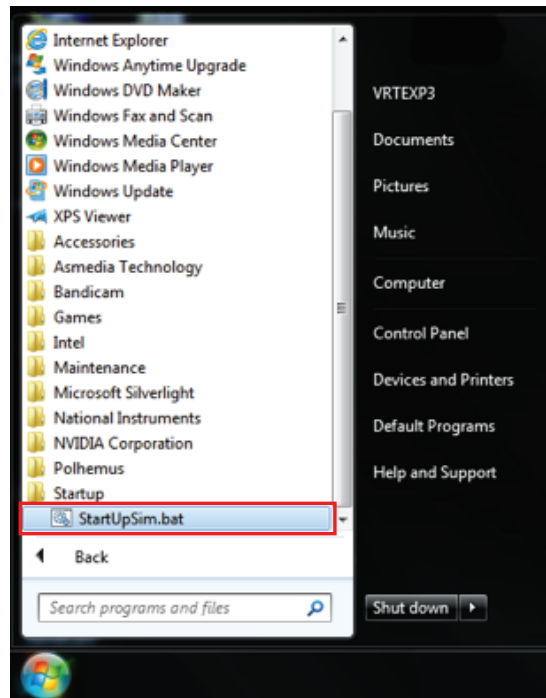 Internet Explorer
Windows Anytime Upgrade
Windows DVD Maker
Windows Fax and Scan
Windows Media Center
Windows Media Player
Windows Update
XPS Viewer
Accessories
Asmedia Technology
Bandicam
Games
Intel
Maintenance
Microsoft Silverlight
National Instruments
NVIDIA Corporation
Polhemus
Startup
StartUpSim.bat
Back
Search programs and files
VRTEXP3
Documents
Pictures
Music
Computer
Control Panel
Devices and Printers
Default Programs
Help and Support
Shut down